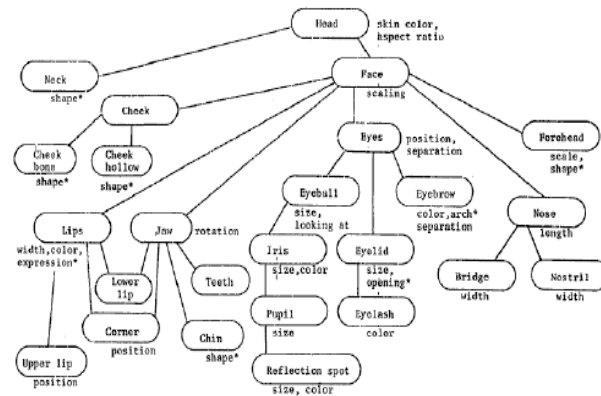 Head
skin color,
aspect ratio
Neck
shape*
Face
scaling
Cheek
Cheek
bone
shape*
Cheek
hollow
shape*
Eyes
position,
separation
Forehead
scale,
shape*
Eyeball
size,
looking at
Eyebrow
color,arch*
separation
Lips
width,color,
expression*
Jaw
rotation
Nose
length
Iris
size,color
Eyelid
size,
opening*
Lower
lip
Teeth
Bridge
width
Nostril
width
Corner
position
Chin
shape*
Pupil
size
Eyelash
color
Upper lip
position
Reflection spot
size, color